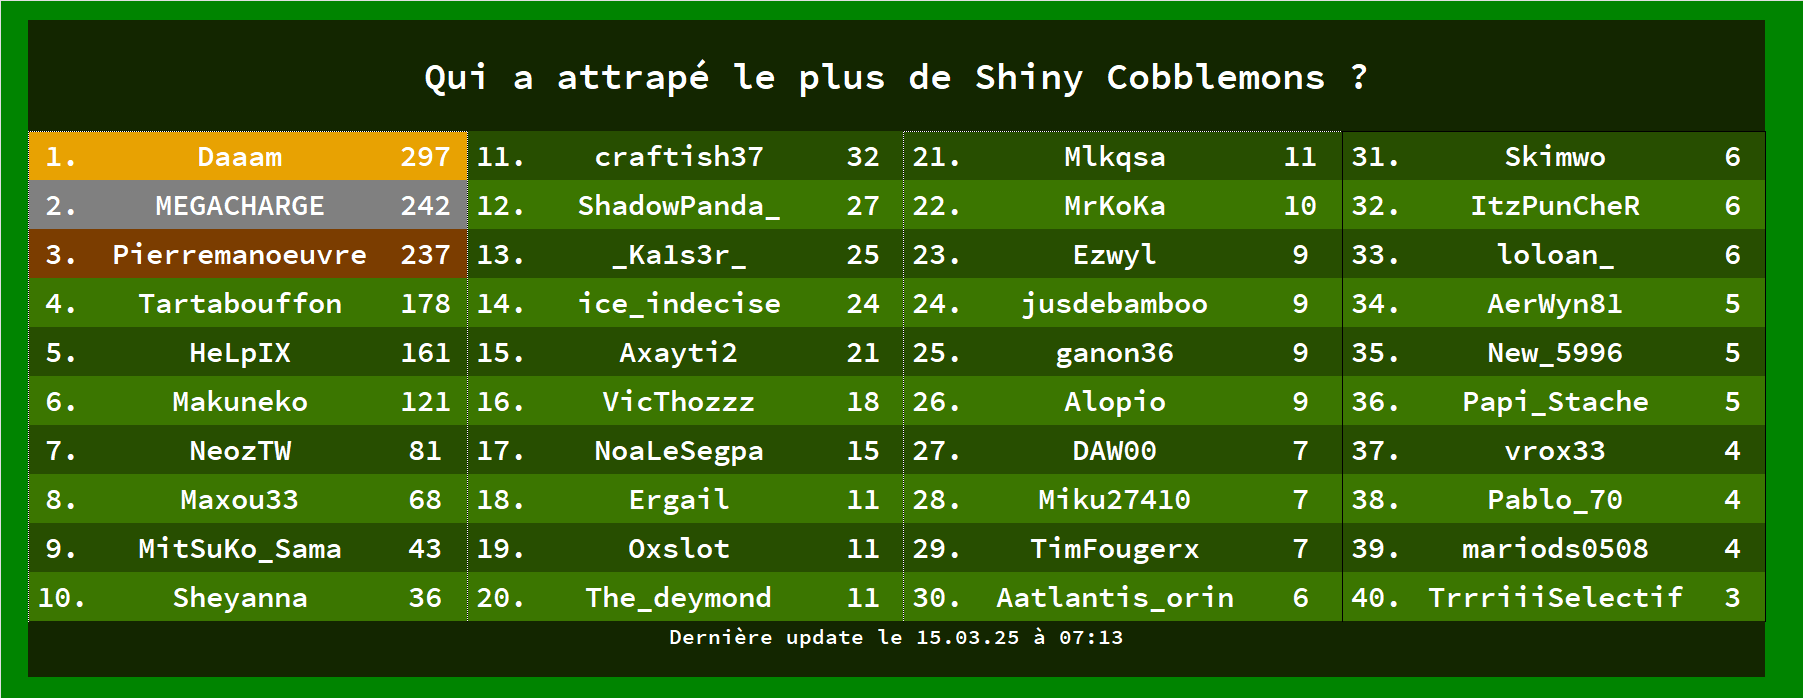 Qui a attrapé le plus de Shiny Cobblemons ?
1. Daaam 297 11. craftish37 32 21. Mlkqsa 11 31. Skimwo 6
2. MEGACHARGE 242 12. ShadowPanda_ 27 22. MrKoKa 10 32. ItzPunCheR 6
3. Pierremanoeuvre 237 13. _Ka1s3r_ 25 23. Ezwyl 9 33. loloan_ 6
4. Tartabouffon 178 14. ice_indecise 24 24. jusdebamboo 9 34. AerWyn81 5
5. HeLpIX 161 15. Axayti2 21 25. ganon36 9 35. New_5996 5
6. Makuneko 121 16. VicThozzz 18 26. Alopio 9 36. Papi_Stache 5
7. NeozTW 81 17. NoaLeSegpa 15 27. DAW00 7 37. vrox33 4
8. Maxou33 68 18. Ergail 11 28. Miku27410 7 38. Pablo_70 4
9. MitSuKo_Sama 43 19. Oxslot 11 29. TimFougerx 7 39. mariods0508 4
10. Sheyanna 36 20. The_deymond 11 30. Aatlantis_orin 6 40. TrrriiiSelectif 3
Dernière update le 15.03.25 à 07:13